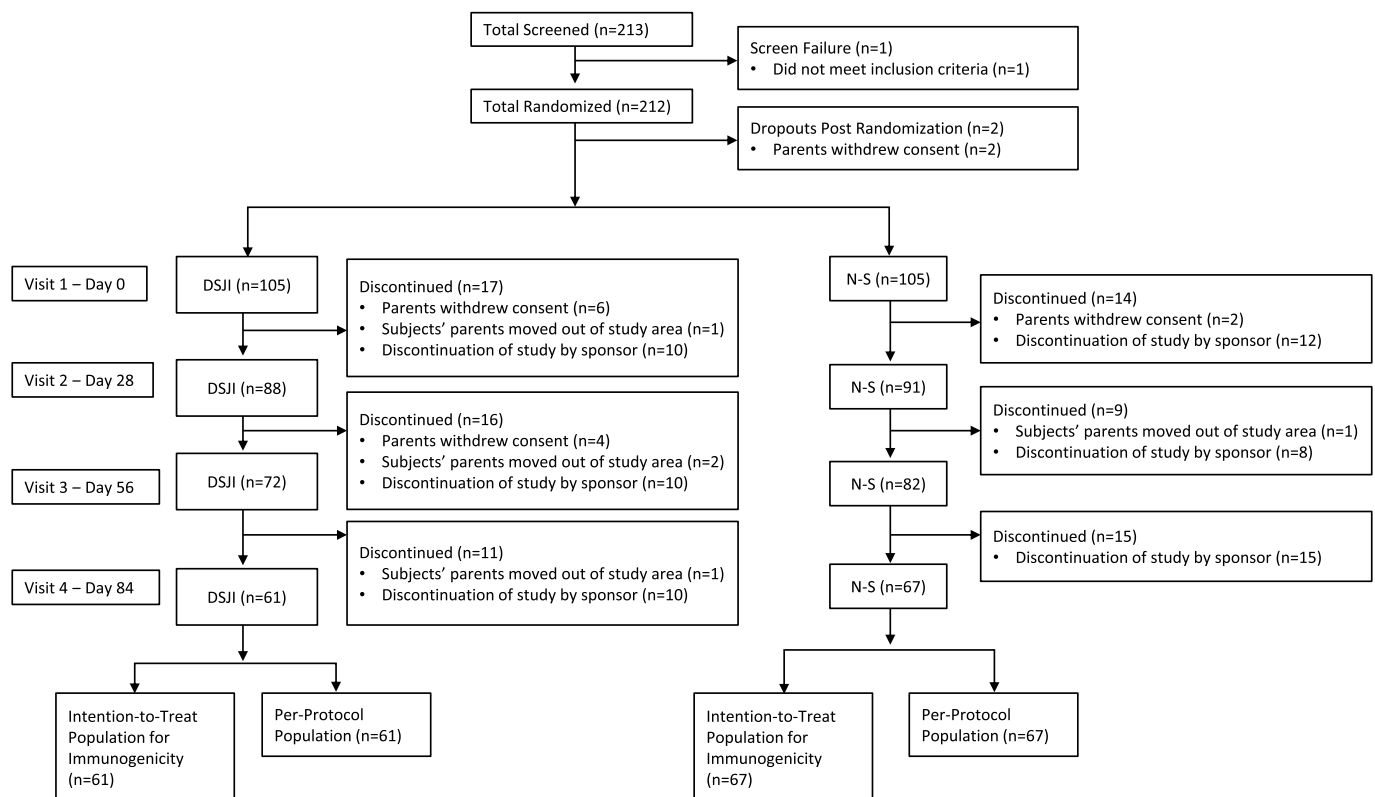 Total Screened (n=213)
Screen Failure (n=1)
• Did not meet inclusion criteria (n=1)
Total Randomized (n=212)
Dropouts Post Randomization (n=2)
• Parents withdrew consent (n=2)
Visit 1 – Day 0
DSJI (n=105)
Discontinued (n=17)
• Parents withdrew consent (n=6)
• Subjects’ parents moved out of study area (n=1)
• Discontinuation of study by sponsor (n=10)
N-S (n=105)
Discontinued (n=14)
• Parents withdrew consent (n=2)
• Discontinuation of study by sponsor (n=12)
Visit 2 – Day 28
DSJI (n=88)
Discontinued (n=16)
• Parents withdrew consent (n=4)
• Subjects’ parents moved out of study area (n=2)
• Discontinuation of study by sponsor (n=10)
N-S (n=91)
Discontinued (n=9)
• Subjects’ parents moved out of study area (n=1)
• Discontinuation of study by sponsor (n=8)
Visit 3 – Day 56
DSJI (n=72)
Discontinued (n=11)
• Subjects’ parents moved out of study area (n=1)
• Discontinuation of study by sponsor (n=10)
N-S (n=82)
Discontinued (n=15)
• Discontinuation of study by sponsor (n=15)
Visit 4 – Day 84
DSJI (n=61)
N-S (n=67)
Intention-to-Treat
Population for
Immunogenicity
(n=61)
Per-Protocol
Population (n=61)
Intention-to-Treat
Population for
Immunogenicity
(n=67)
Per-Protocol
Population (n=67)